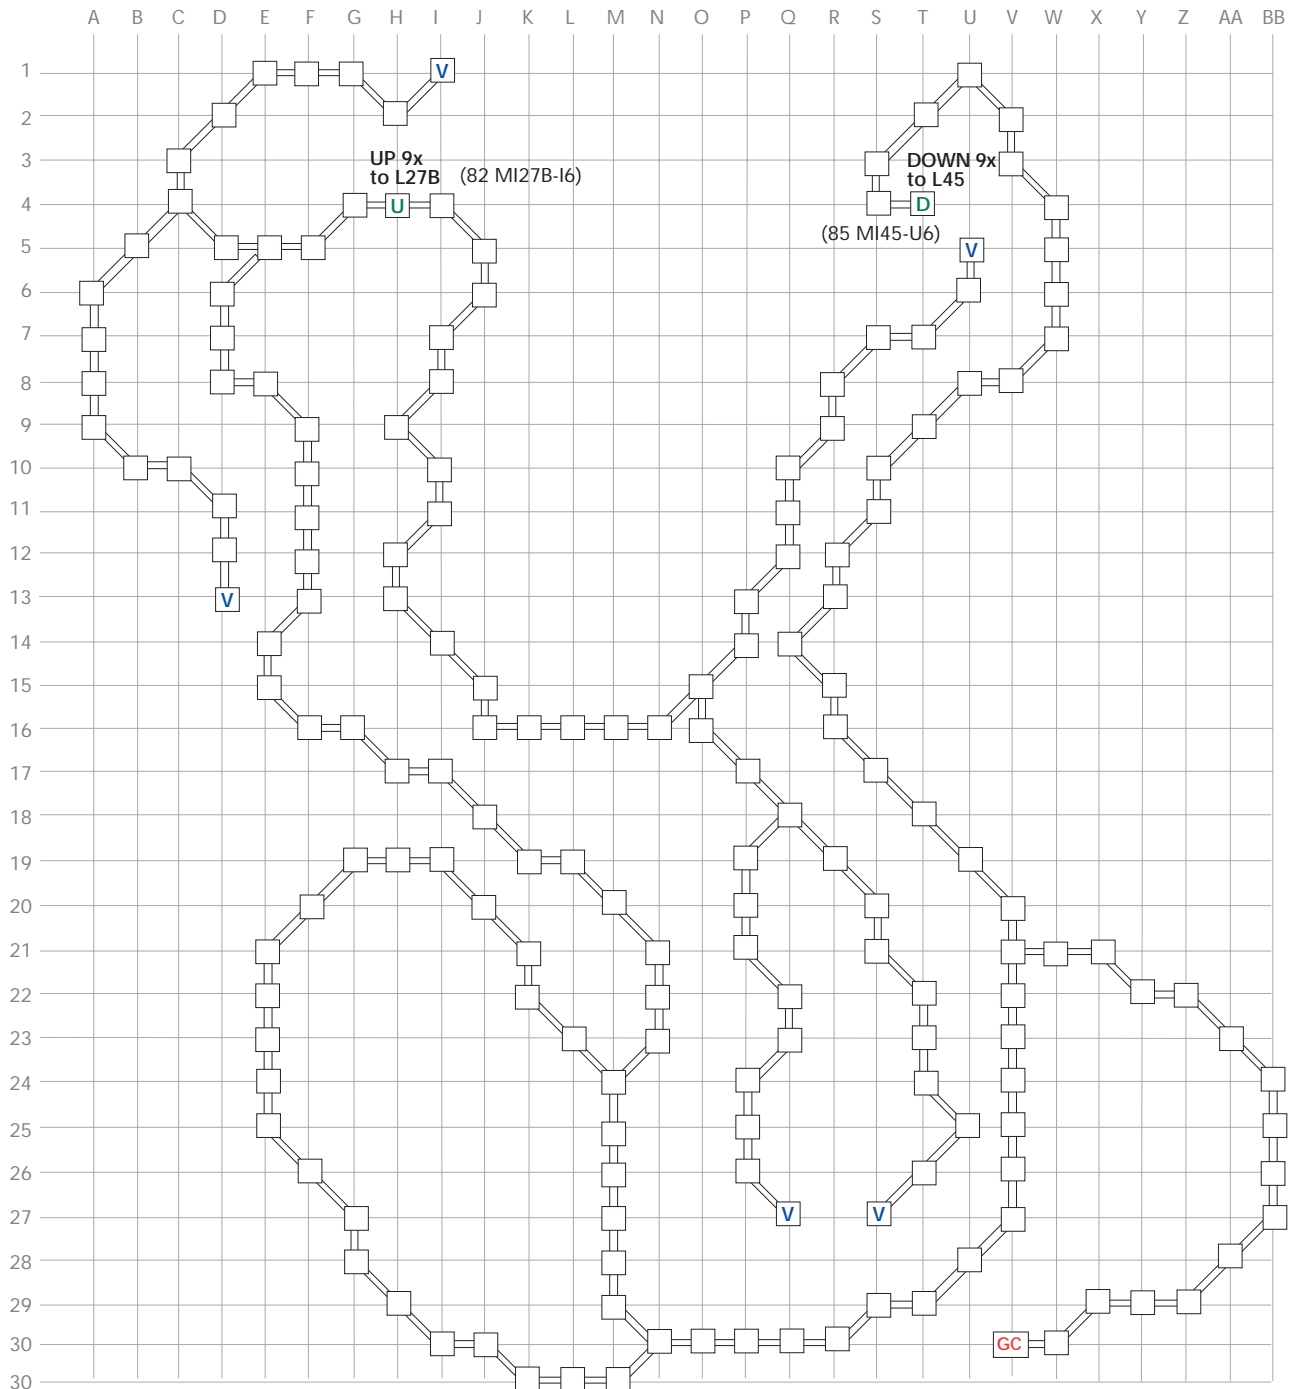 A B C D E F G H I J K L M N O P Q R S T U V W X Y Z AA BB
1 V
2
3 UP 9x DOWN 9x
to L27B (82 MI27B-I6) to L45
4 U D
(85 MI45-U6)
5 V
6
7
8
9
10
11
12
13 V
14
15
16
17
18
19
20
21
22
23
24
25
26
27 V V
28
29
30 GC
30